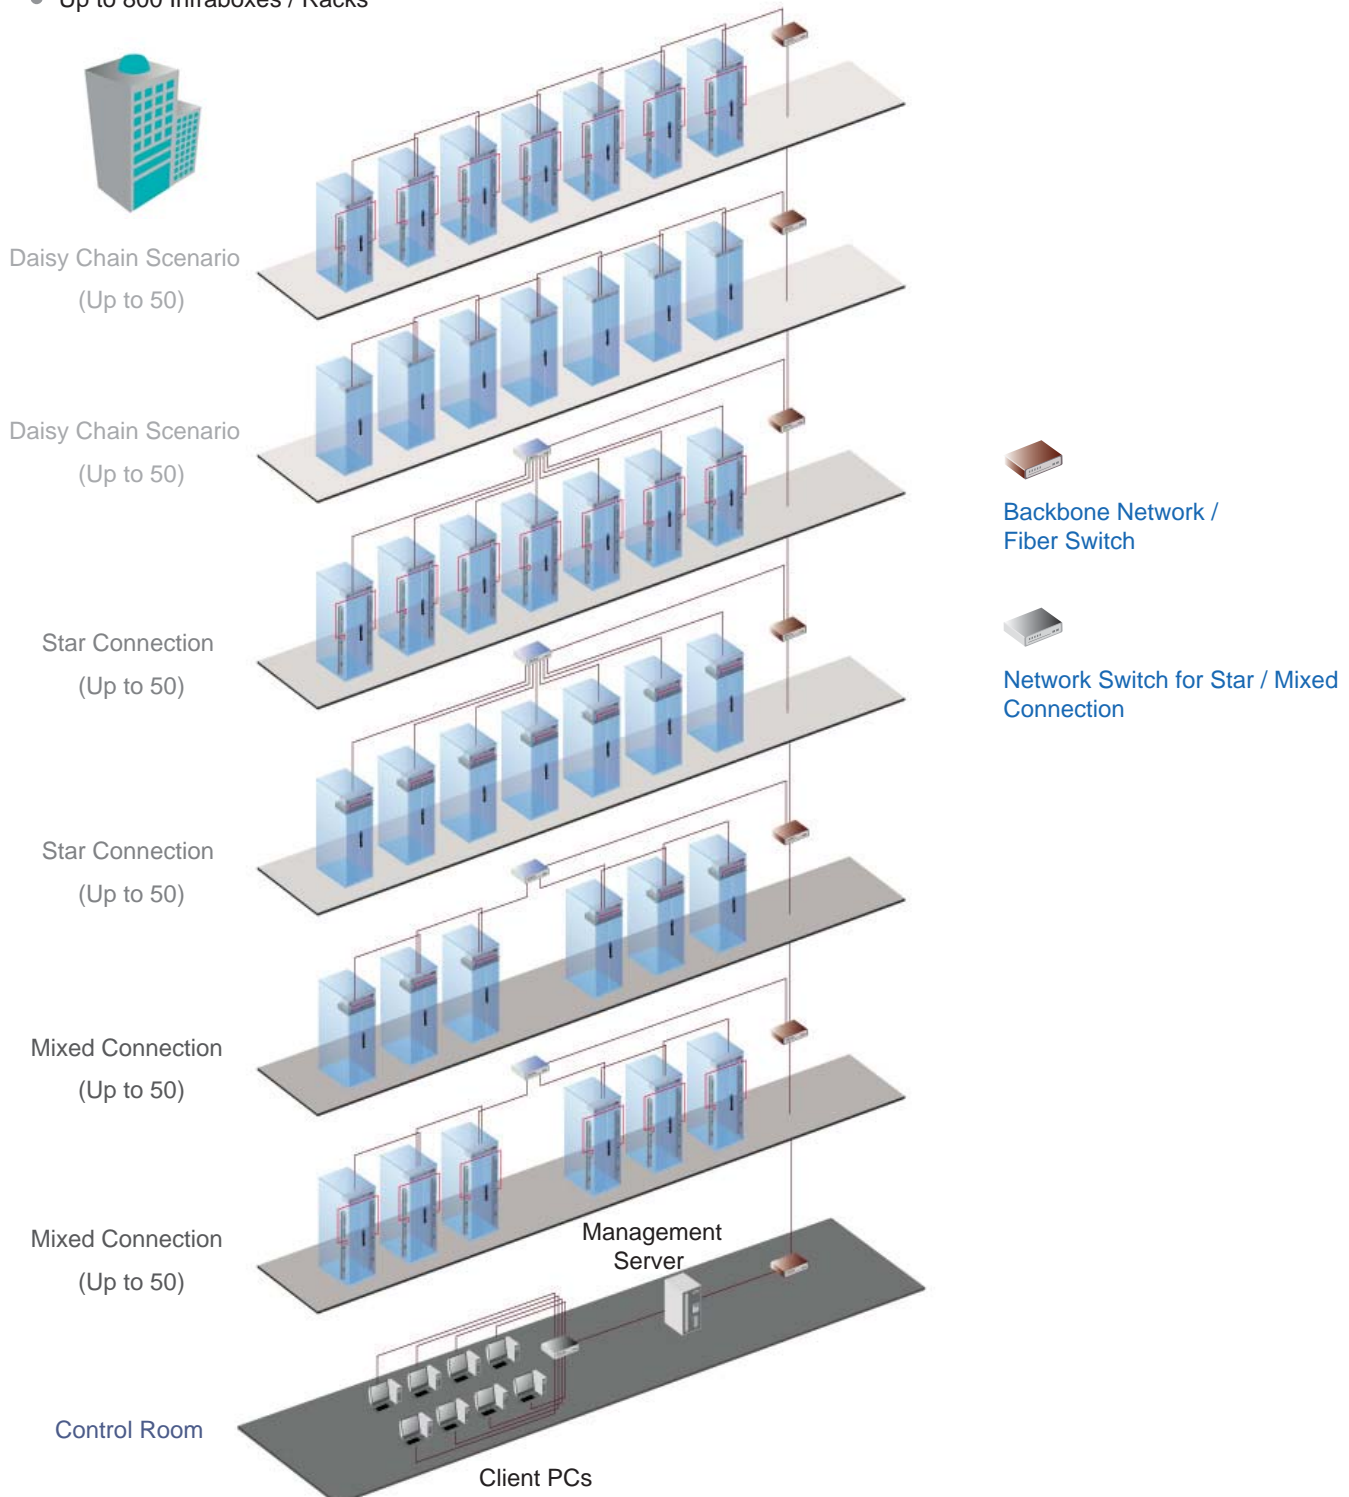 Up to 800 Infraboxes / Racks
Daisy Chain Scenario
(Up to 50)
Daisy Chain Scenario
(Up to 50)
Backbone Network /
Fiber Switch
Star Connection
(Up to 50)
Network Switch for Star / Mixed
Connection
Star Connection
(Up to 50)
Mixed Connection
(Up to 50)
Mixed Connection
(Up to 50)
Management
Server
Control Room
Client PCs